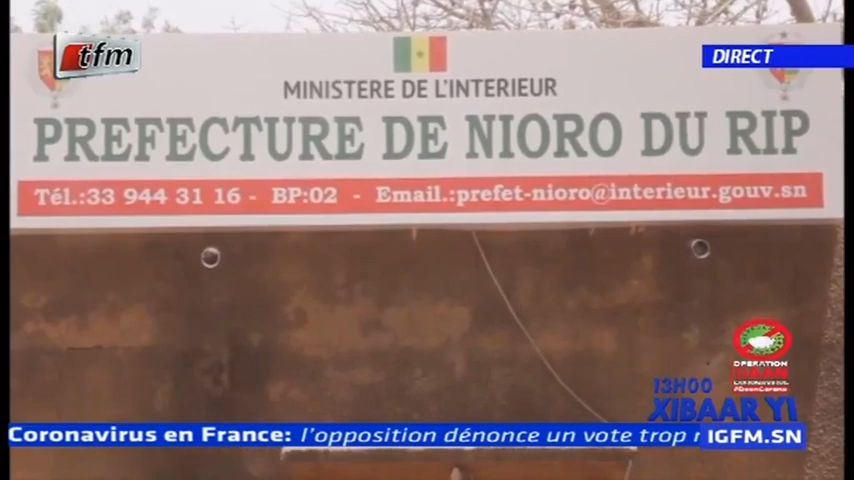 tfm
DIRECT
MINISTERE DE L'INTERIEUR
PREFECTURE DE NIORO DU RIP
Tél.:33 944 31 16 - BP:02 - Email.:prefet-nioro@interieur.gouv.sn
OPERATION
13H00
XIBAAR YI
Coronavirus en France: l'opposition dénonce un vote trop
IGFM.SN